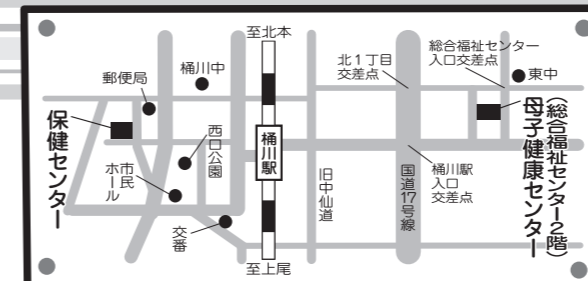 至北本
郵便局
桶川中
北1丁目
交差点
総合福祉センター
入口交差点
東中
保健センター
西口公園
桶川駅
市民
ホール
旧中仙道
国道17号線
桶川駅
入口
交差点
母子健康センター
(総合福祉センター2階)
交番
至上尾